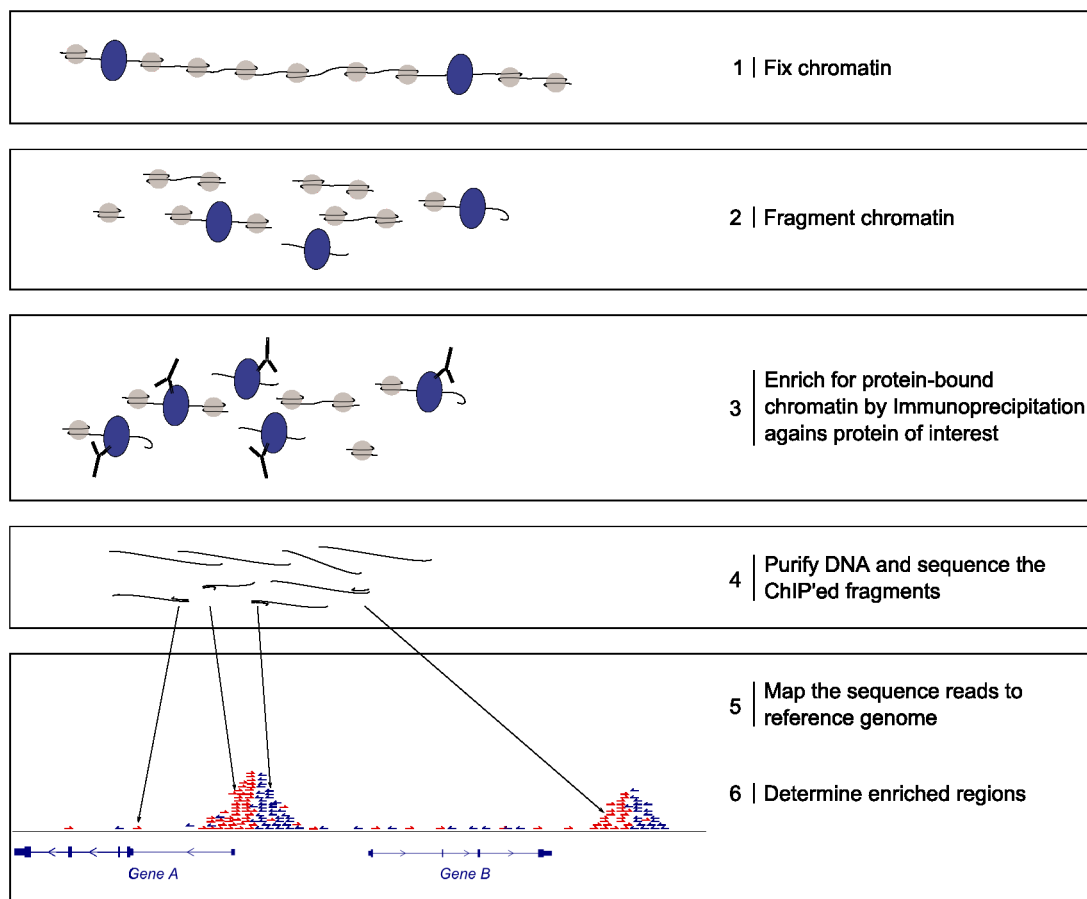 1 Fix chromatin
2 Fragment chromatin
3 Enrich for protein-bound
chromatin by Immunoprecipitation
agains protein of interest
4 Purify DNA and sequence the
ChIP'ed fragments
5 Map the sequence reads to
reference genome
6 Determine enriched regions
Gene A
Gene B